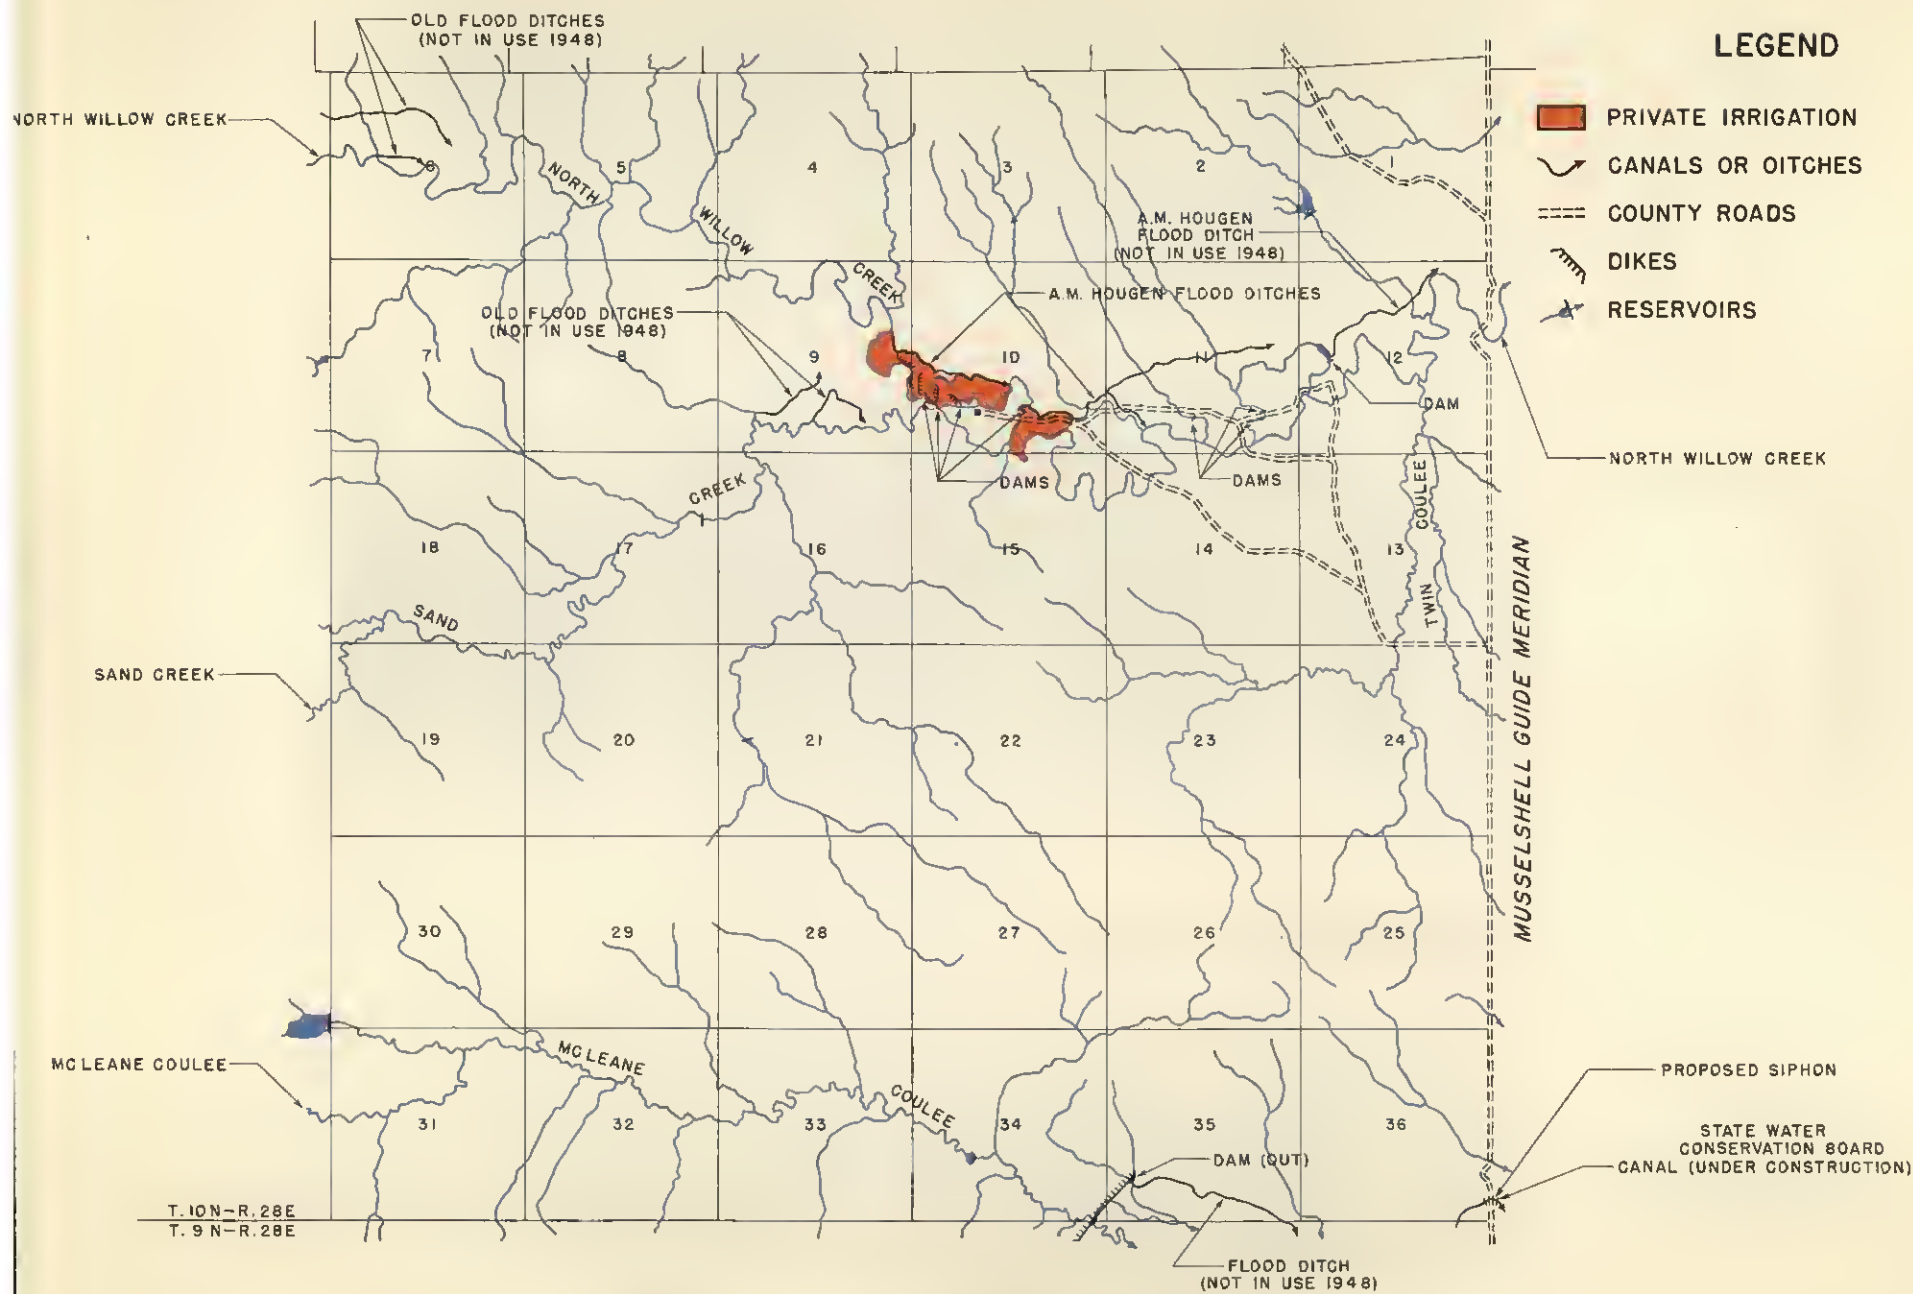 OLD FLOOD DITCHES
(NOT IN USE 1948)
LEGEND
PRIVATE IRRIGATION
CANALS OR OITCHES
COUNTY ROADS
DIKES
RESERVOIRS
NORTH WILLOW CREEK
6
5
4
3
2
1
NORTH
WILLOW
CREEK
A.M. HOUGEN
FLOOD DITCH
(NOT IN USE 1948)
A.M. HOUGEN FLOOD DITCHES
OLD FLOOD DITCHES
(NOT IN USE 1948)
7
8
9
10
11
12
DAM
DAMS
DAMS
NORTH WILLOW CREEK
CREEK
18
17
16
15
14
13
COULEE
TWIN
SAND
SAND CREEK
MUSSELSHELL GUIDE MERIDIAN
19
20
21
22
23
24
30
29
28
27
26
25
MC LEANE COULEE
MC LEANE
COULEE
31
32
33
34
35
36
PROPOSED SIPHON
STATE WATER
CONSERVATION BOARD
CANAL (UNDER CONSTRUCTION)
DAM (OUT)
T. 10 N-R. 28E
T. 9 N-R. 28E
FLOOD DITCH
(NOT IN USE 1948)